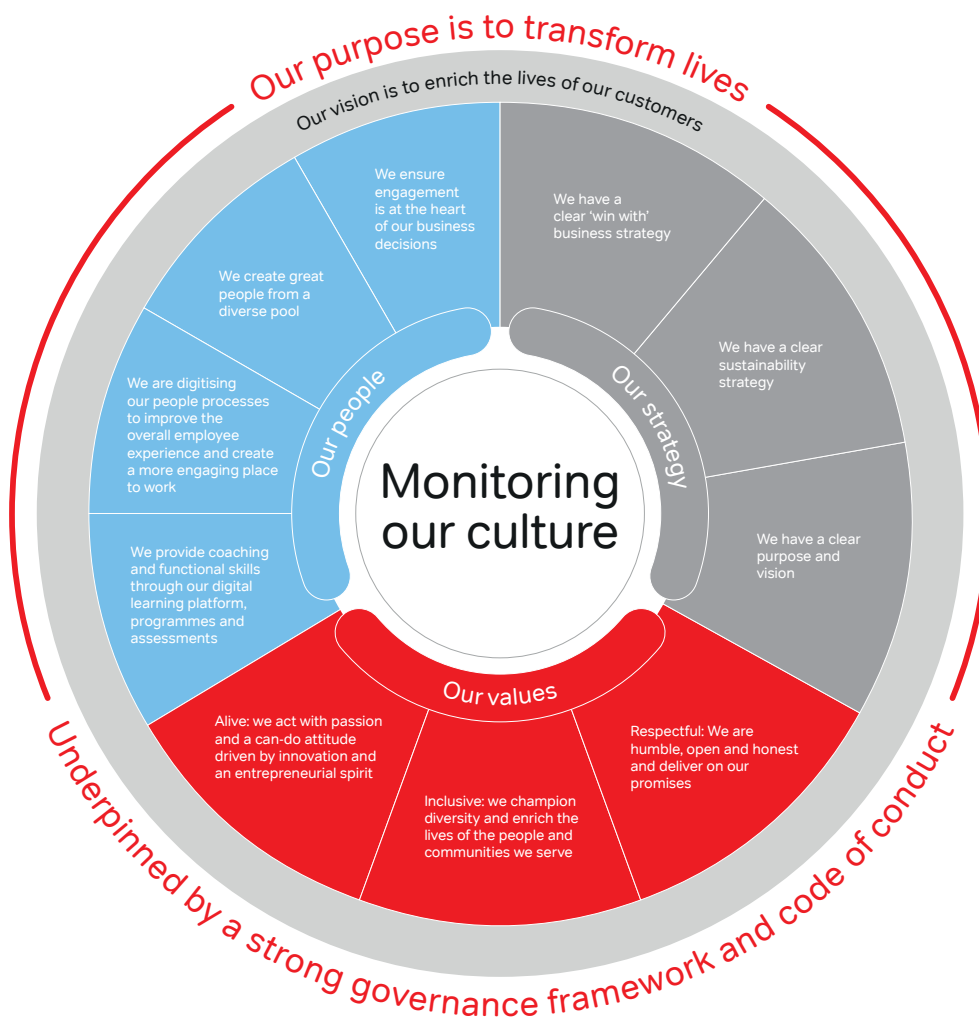 Our purpose is to transform lives
Our vision is to enrich the lives of our customers
We ensure
engagement
is at the heart
of our business
decisions
We have a
clear ‘win with’
business strategy
We create great
people from a
diverse pool
We have a clear
sustainability
strategy
We are digitising
our people processes
to improve the
overall employee
experience and create
a more engaging place
to work
Our people
Our strategy
Monitoring
our culture
We provide coaching
and functional skills
through our digital
learning platform,
programmes and
assessments
We have a clear
purpose and
vision
Our values
Alive: we act with passion
and a can-do attitude
driven by innovation and
an entrepreneurial spirit
Inclusive: we champion
diversity and enrich the
lives of the people and
communities we serve
Respectful: We are
humble, open and honest
and deliver on our
promises
Underpinned by a strong governance framework and code of conduct